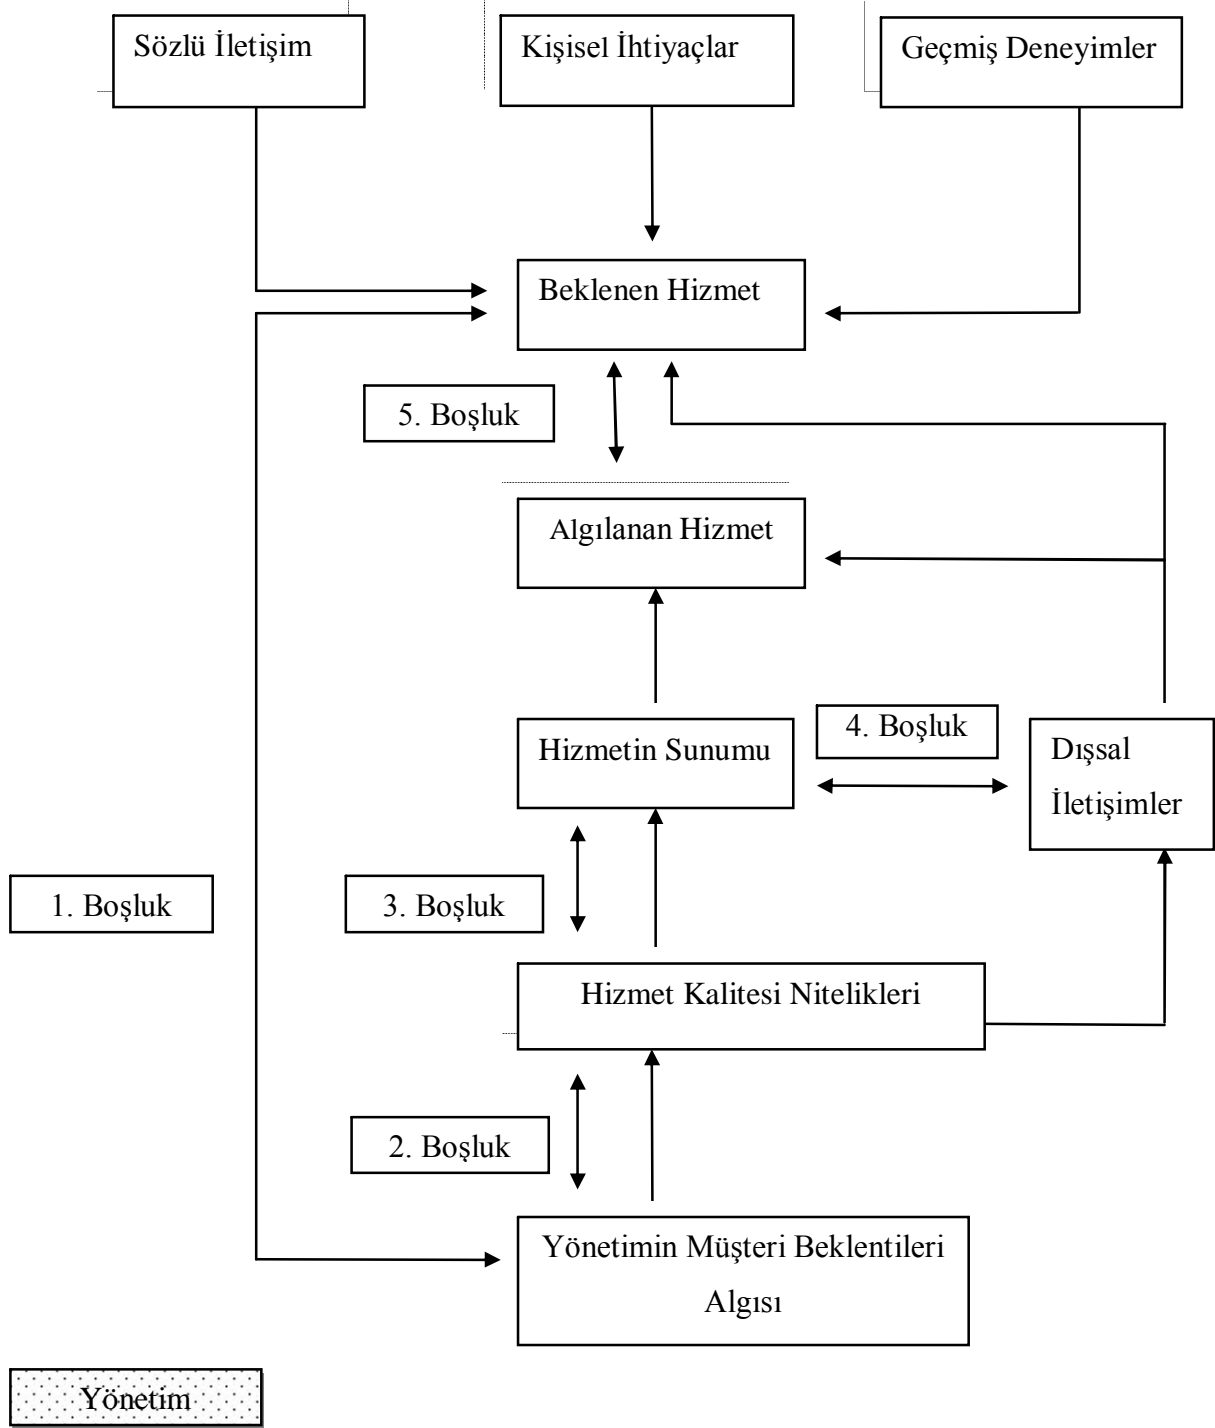 Sözlü İletişim
Kişisel İhtiyaçlar
Geçmiş Deneyimler
Beklenen Hizmet
5. Boşluk
Algılanan Hizmet
Hizmetin Sunumu
4. Boşluk
Dışsal
İletişimler
1. Boşluk
3. Boşluk
Hizmet Kalitesi Nitelikleri
2. Boşluk
Yönetimin Müşteri Beklentileri
Algısı
Yönetim